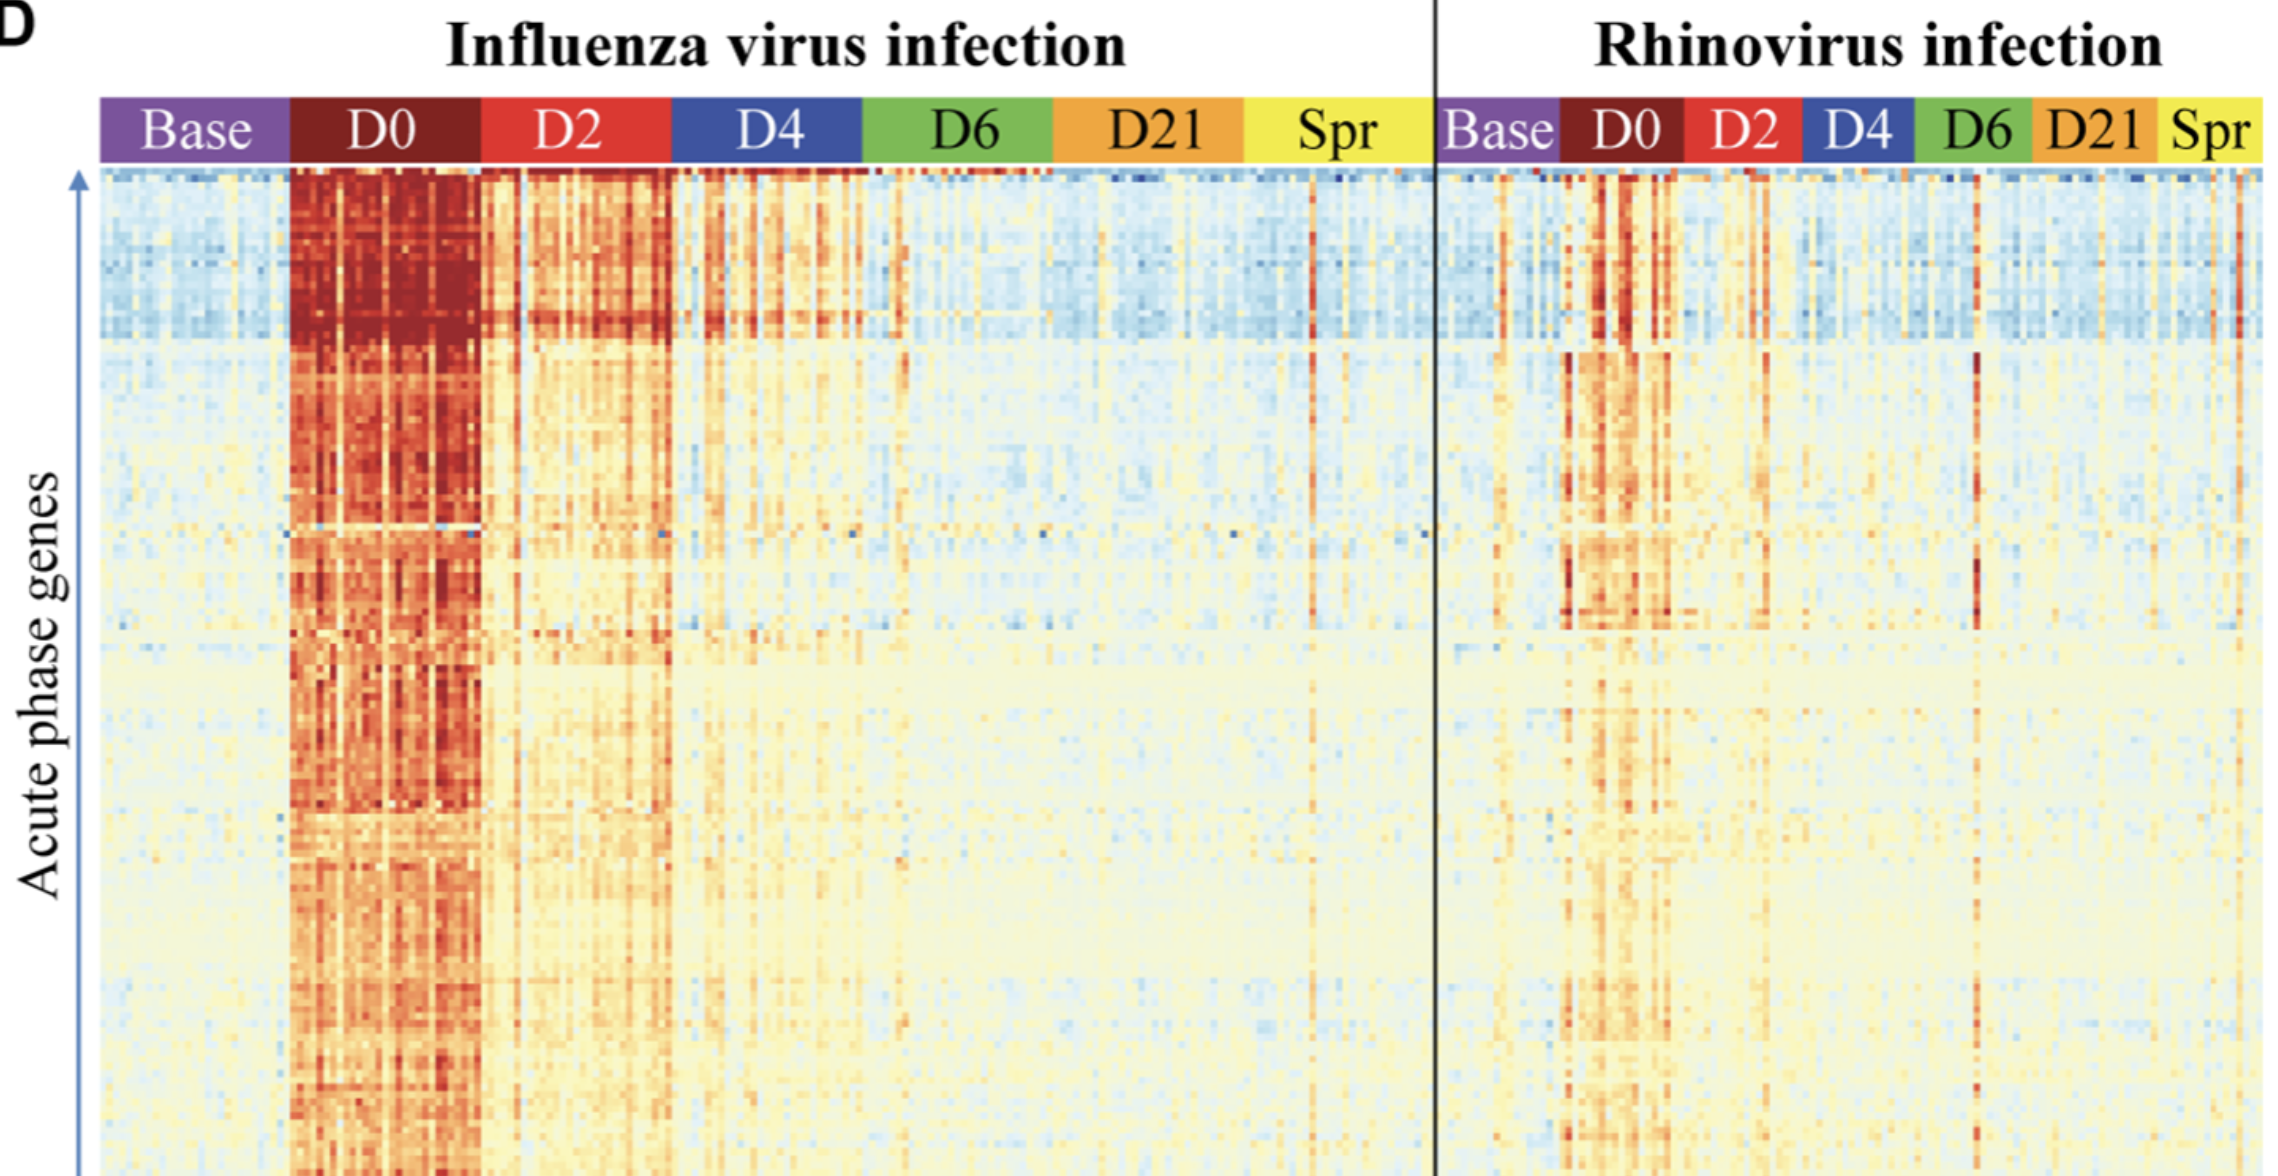 D
Influenza virus infection
Rhinovirus infection
Base D0 D2 D4 D6 D21 Spr Base D0 D2 D4 D6 D21 Spr
Acute phase genes